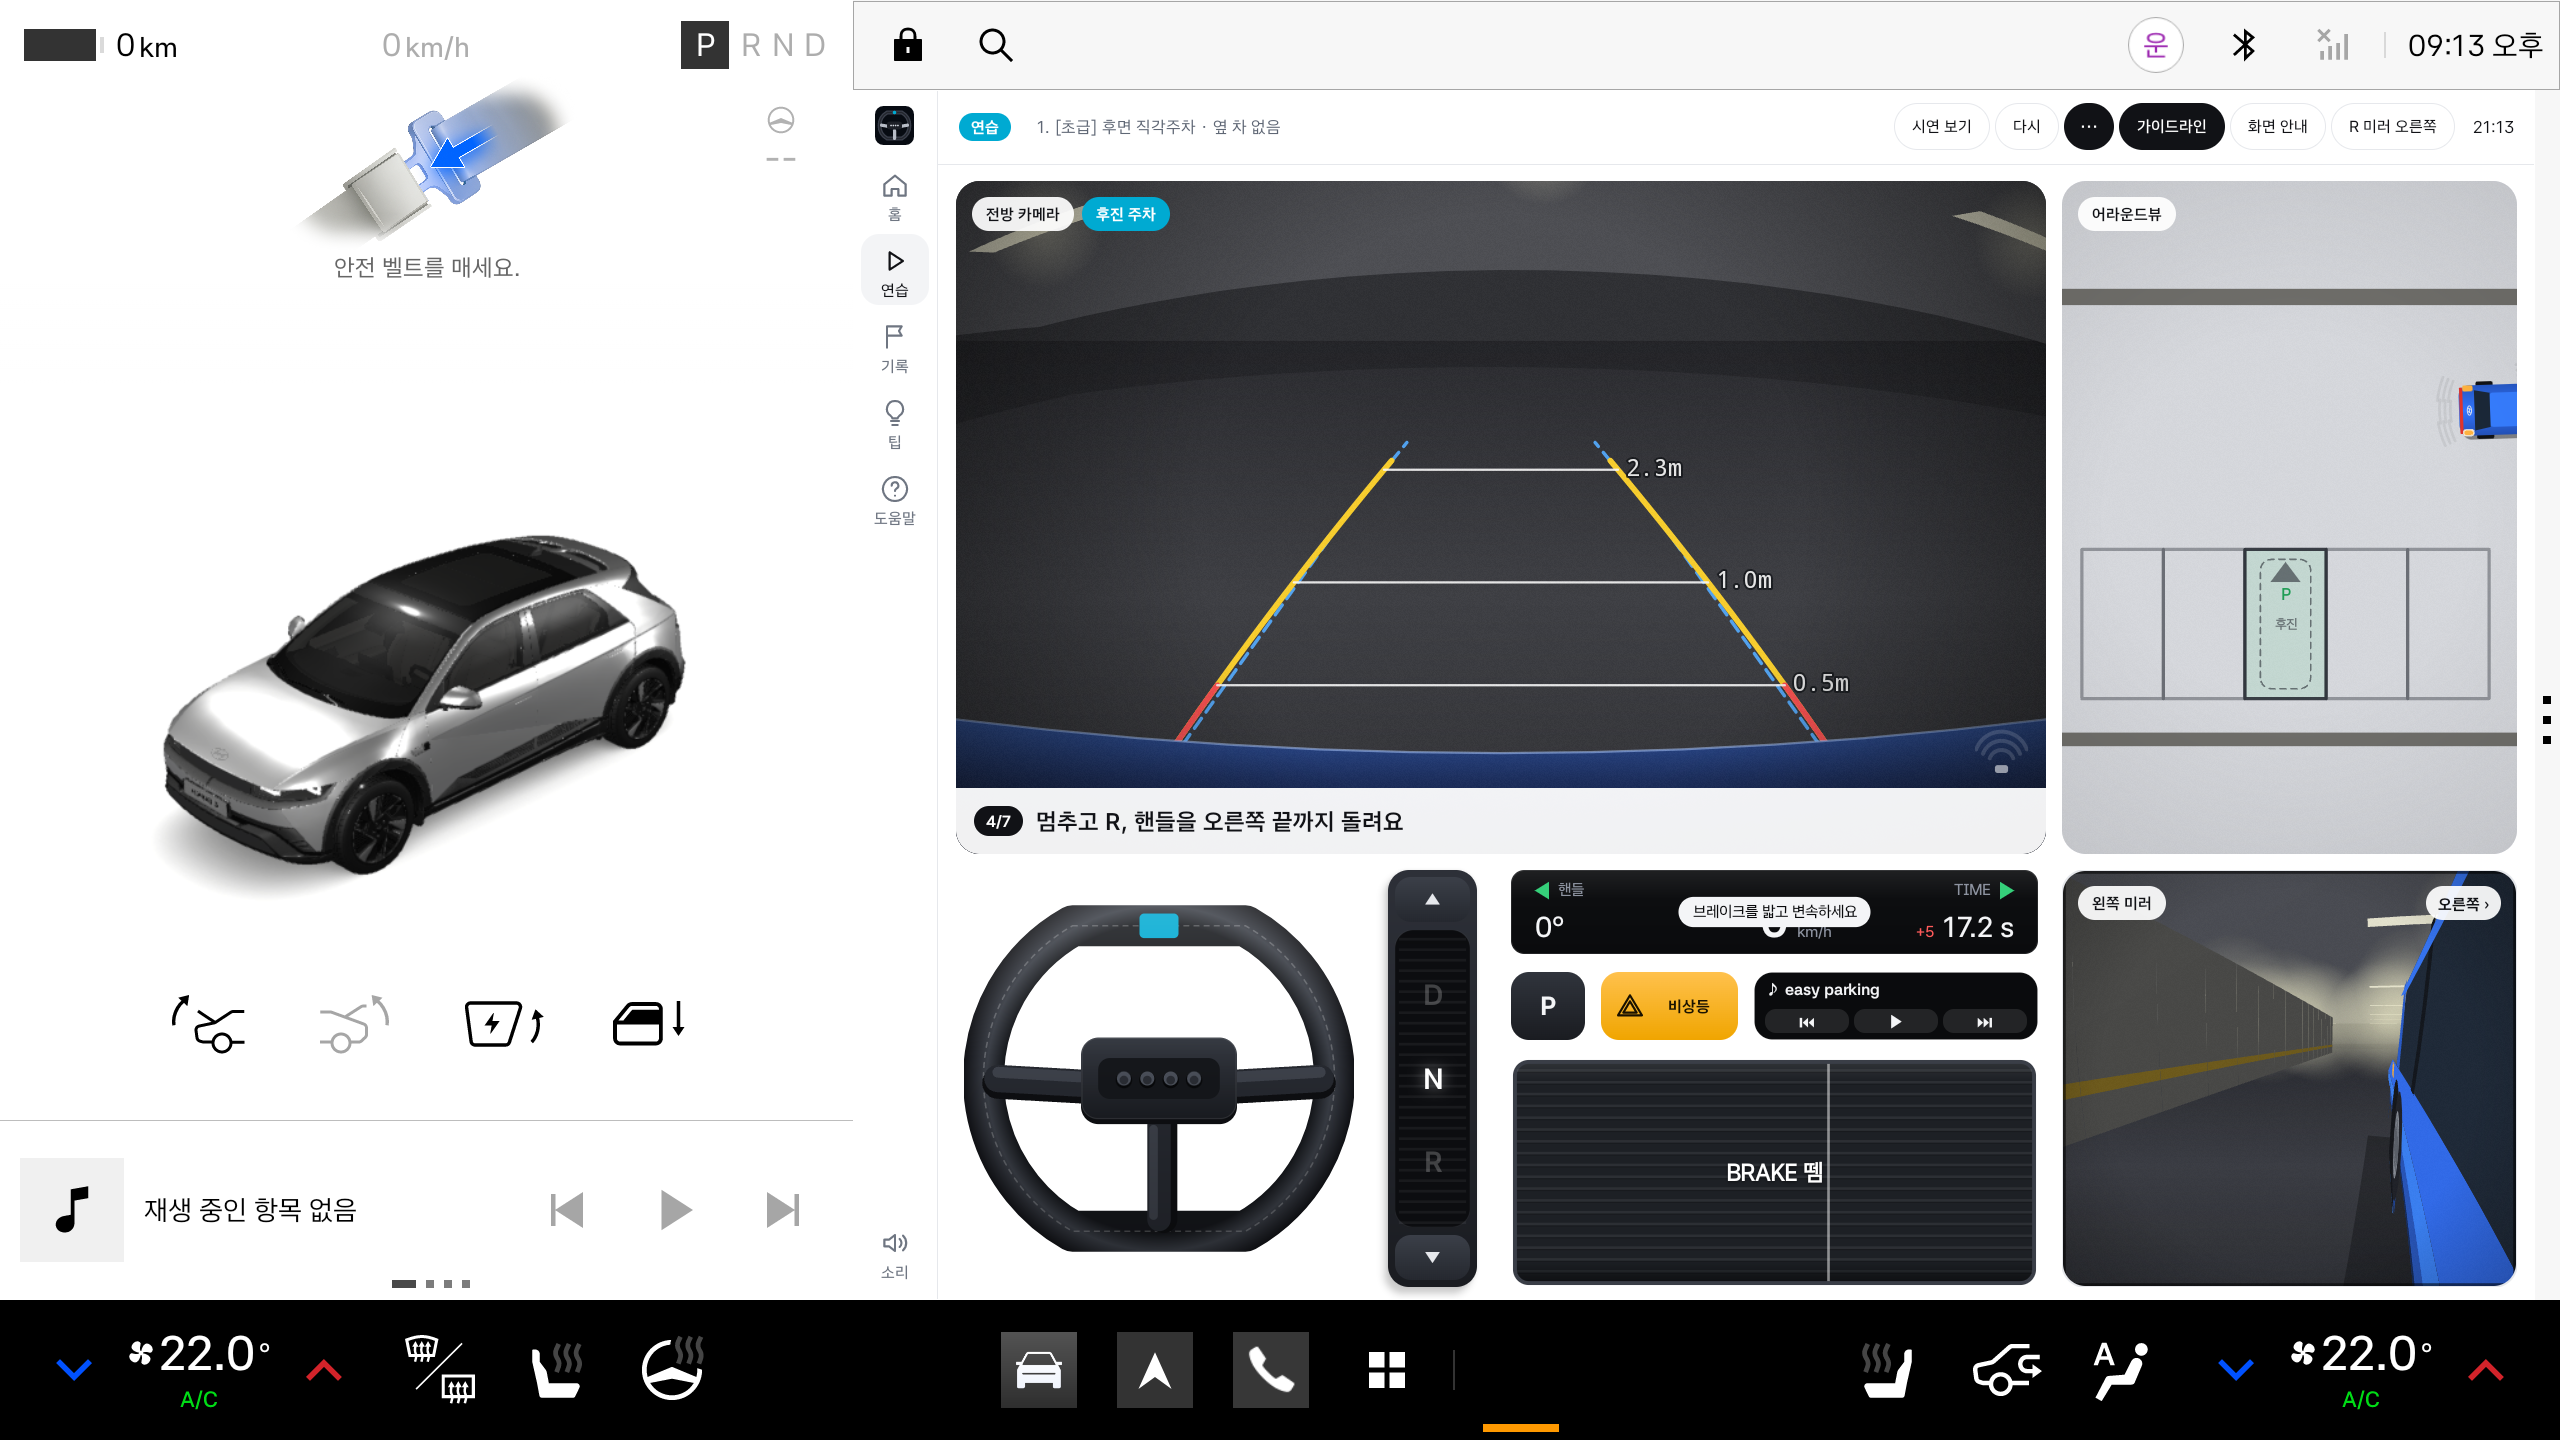 0 km
0 km/h
P R N D
운
09:13 오후
안전 벨트를 매세요.
재생 중인 항목 없음
홈
연습
기록
팁
도움말
소리
연습
1. [초급] 후면 직각주차 · 옆 차 없음
시연 보기
다시
···
가이드라인
화면 안내
R 미러 오른쪽
21:13
전방 카메라
후진 주차
2.3m
1.0m
0.5m
4/7 멈추고 R, 핸들을 오른쪽 끝까지 돌려요
어라운드뷰
P
후진
D
N
R
핸들
0°
브레이크를 밟고 변속하세요
km/h
TIME
+5 17.2 s
P
비상등
♪ easy parking
BRAKE 뗌
왼쪽 미러
오른쪽 ›
22.0°
A/C
A
22.0°
A/C